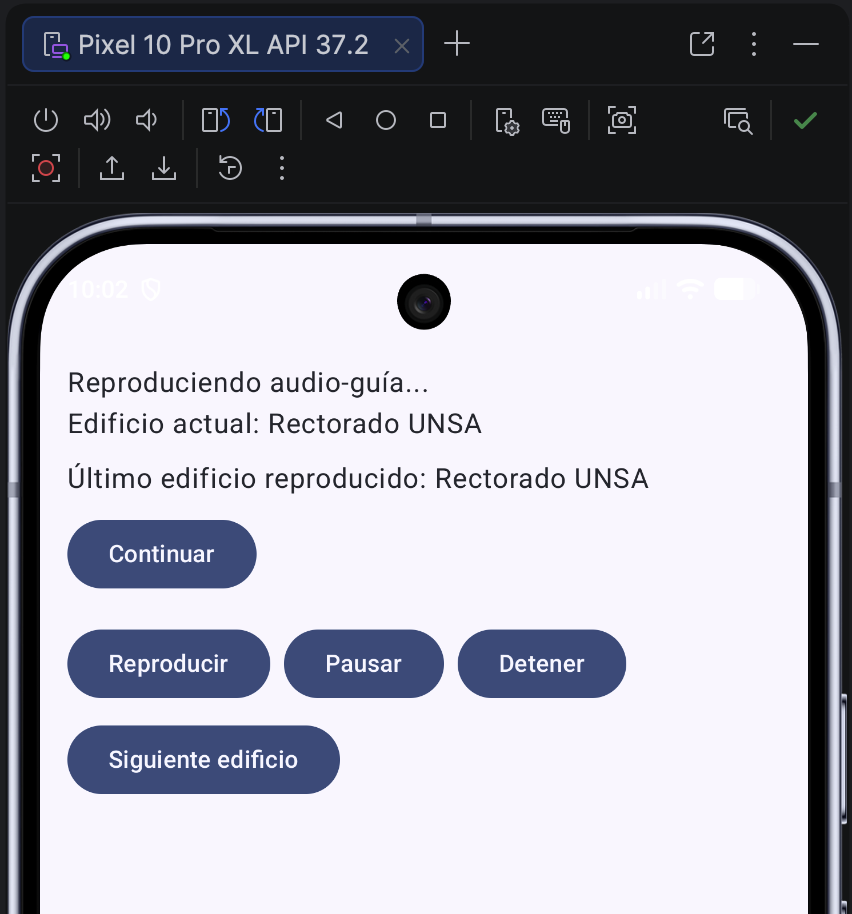 Pixel 10 Pro XL API 37.2
10:02
Reproduciendo audio-guía...
Edificio actual: Rectorado UNSA
Último edificio reproducido: Rectorado UNSA
Continuar
Reproducir Pausar Detener
Siguiente edificio